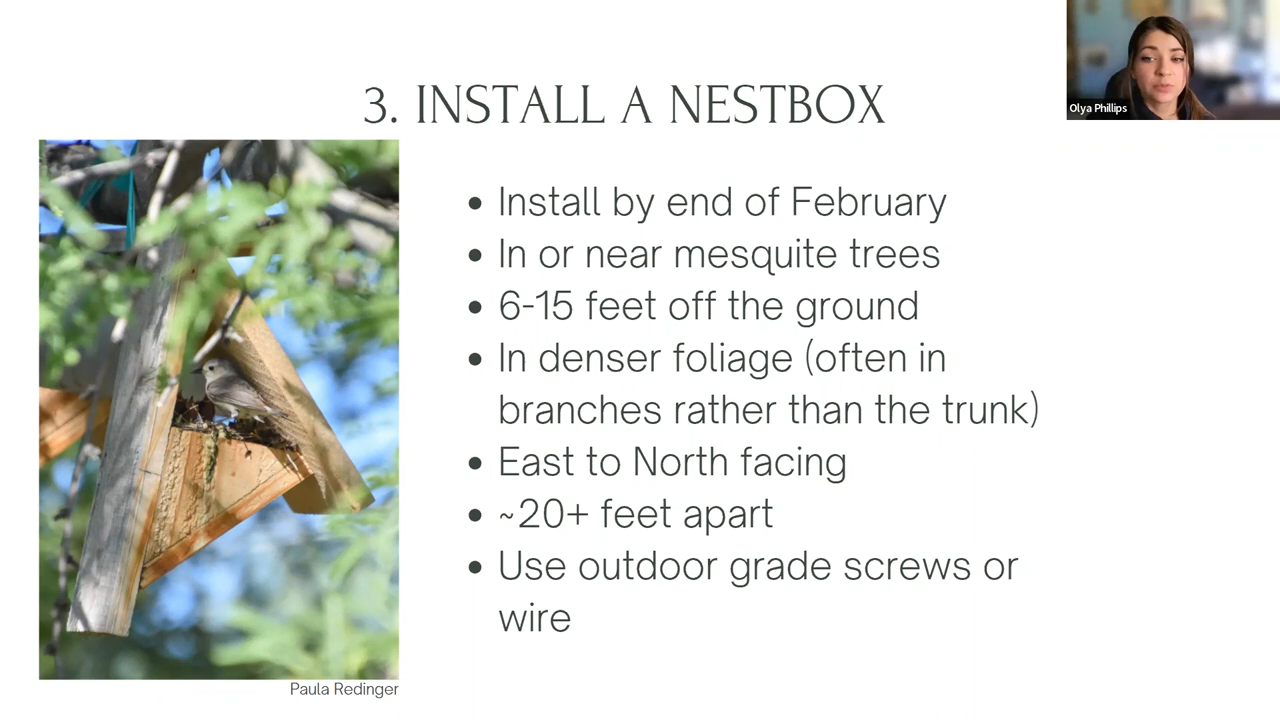 Olya Phillips
3. INSTALL A NESTBOX
• Install by end of February
• In or near mesquite trees
• 6-15 feet off the ground
• In denser foliage (often in
branches rather than the trunk)
• East to North facing
• ~20+ feet apart
• Use outdoor grade screws or
wire
Paula Redinger